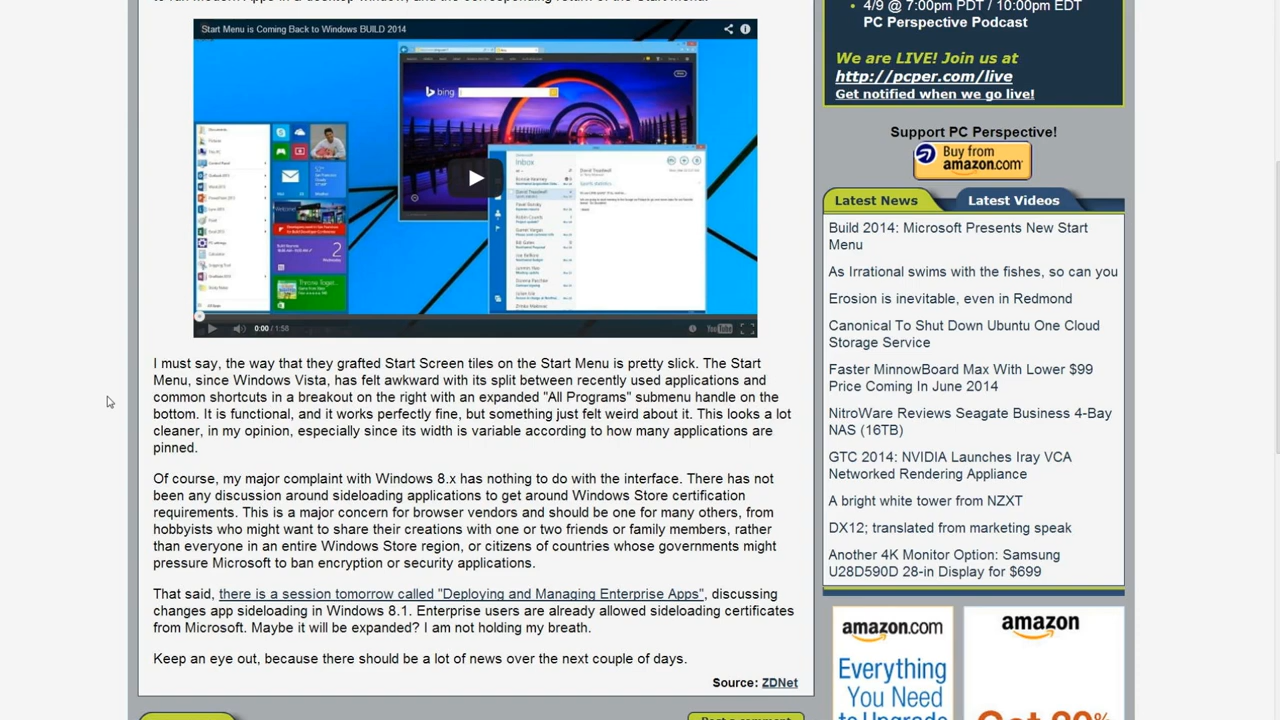 Start Menu is Coming Back to Windows BUILD 2014
bing
Inbox
0:00 / 1:58
YouTube
I must say, the way that they grafted Start Screen tiles on the Start Menu is pretty slick. The Start
Menu, since Windows Vista, has felt awkward with its split between recently used applications and
common shortcuts in a breakout on the right with an expanded "All Programs" submenu handle on the
bottom. It is functional, and it works perfectly fine, but something just felt weird about it. This looks a lot
cleaner, in my opinion, especially since its width is variable according to how many applications are
pinned.
Of course, my major complaint with Windows 8.x has nothing to do with the interface. There has not
been any discussion around sideloading applications to get around Windows Store certification
requirements. This is a major concern for browser vendors and should be one for many others, from
hobbyists who might want to share their creations with one or two friends or family members, rather
than everyone in an entire Windows Store region, or citizens of countries whose governments might
pressure Microsoft to ban encryption or security applications.
That said, there is a session tomorrow called "Deploying and Managing Enterprise Apps", discussing
changes app sideloading in Windows 8.1. Enterprise users are already allowed sideloading certificates
from Microsoft. Maybe it will be expanded? I am not holding my breath.
Keep an eye out, because there should be a lot of news over the next couple of days.
Source: ZDNet
4/9 @ 7:00pm PDT / 10:00pm EDT
PC Perspective Podcast
We are LIVE! Join us at
http://pcper.com/live
Get notified when we go live!
Support PC Perspective!
Buy from
amazon.com
Latest News
Latest Videos
Build 2014: Microsoft Presents New Start
Menu
As Irrational swims with the fishes, so can you
Erosion is inevitable, even in Redmond
Canonical To Shut Down Ubuntu One Cloud
Storage Service
Faster MinnowBoard Max With Lower $99
Price Coming In June 2014
NitroWare Reviews Seagate Business 4-Bay
NAS (16TB)
GTC 2014: NVIDIA Launches Iray VCA
Networked Rendering Appliance
A bright white tower from NZXT
DX12; translated from marketing speak
Another 4K Monitor Option: Samsung
U28D590D 28-in Display for $699
amazon.com
Everything
You Need
to Upgrade
amazon.com